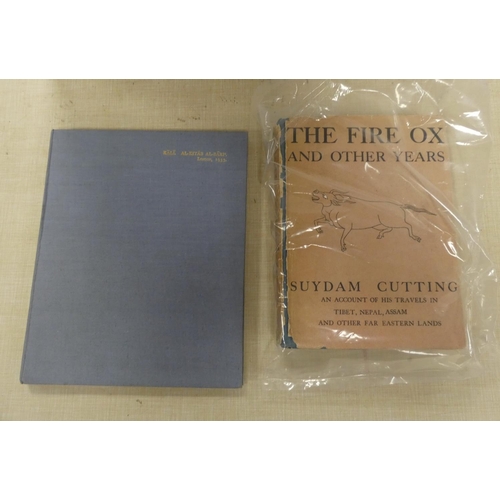 THE FIRE OX
AND OTHER YEARS
SUYDAM CUTTING
AN ACCOUNT OF HIS TRAVELS IN
TIBET, NEPAL, ASSAM
AND OTHER FAR EASTERN LANDS